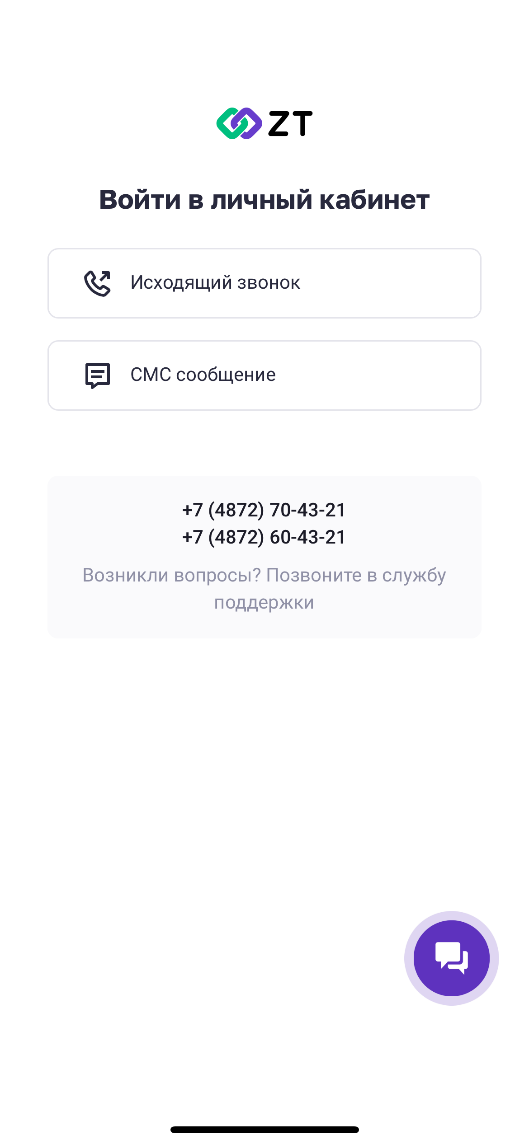 ZT
Войти в личный кабинет
Исходящий звонок
СМС сообщение
+7 (4872) 70-43-21
+7 (4872) 60-43-21
Возникли вопросы? Позвоните в службу
поддержки